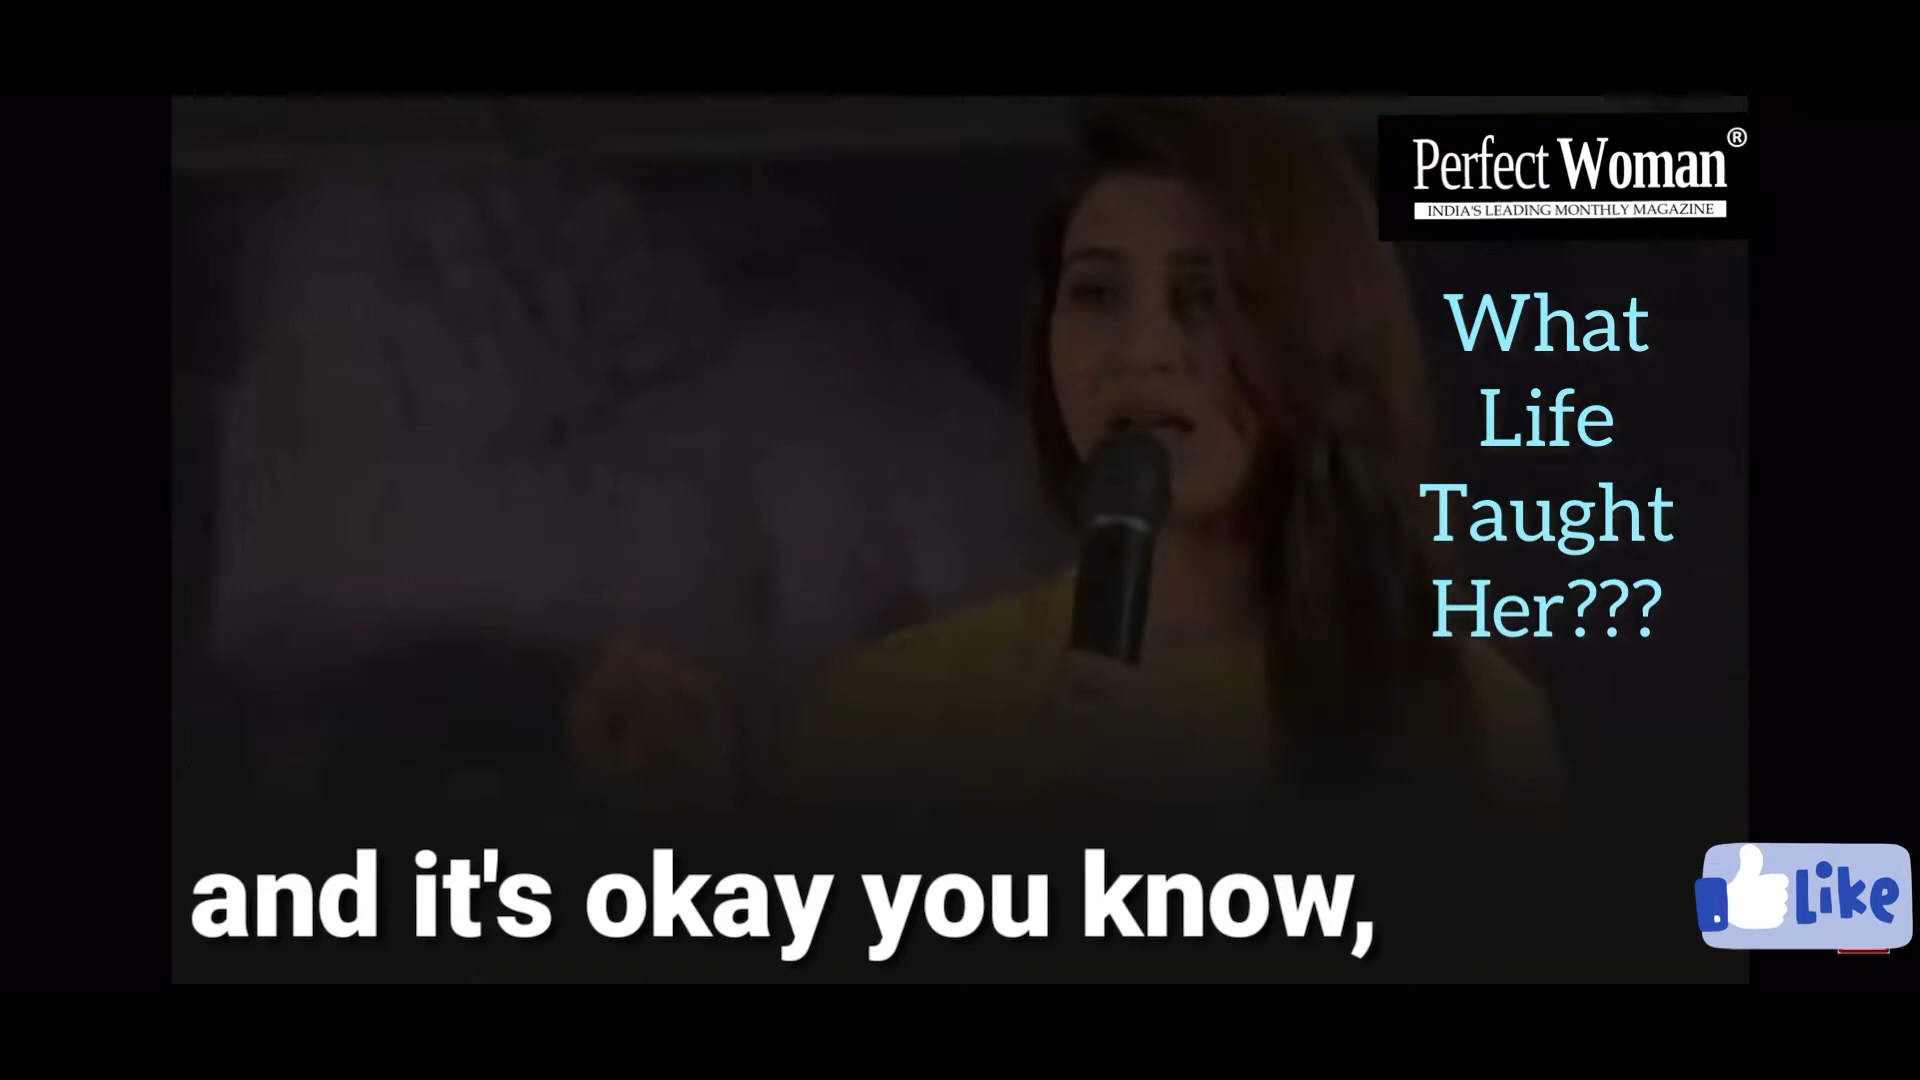 Perfect Woman®
INDIA'S LEADING MONTHLY MAGAZINE
What
Life
Taught
Her???
and it's okay you know,
Like